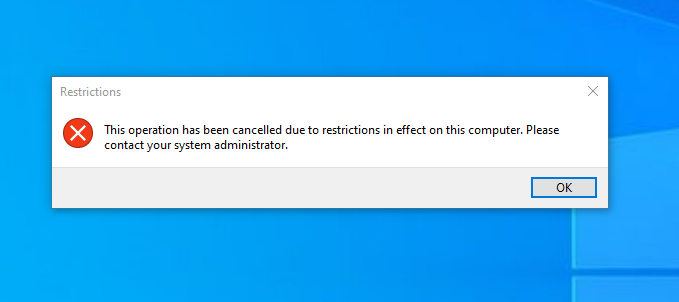 Restrictions
This operation has been cancelled due to restrictions in effect on this computer. Please
contact your system administrator.
OK